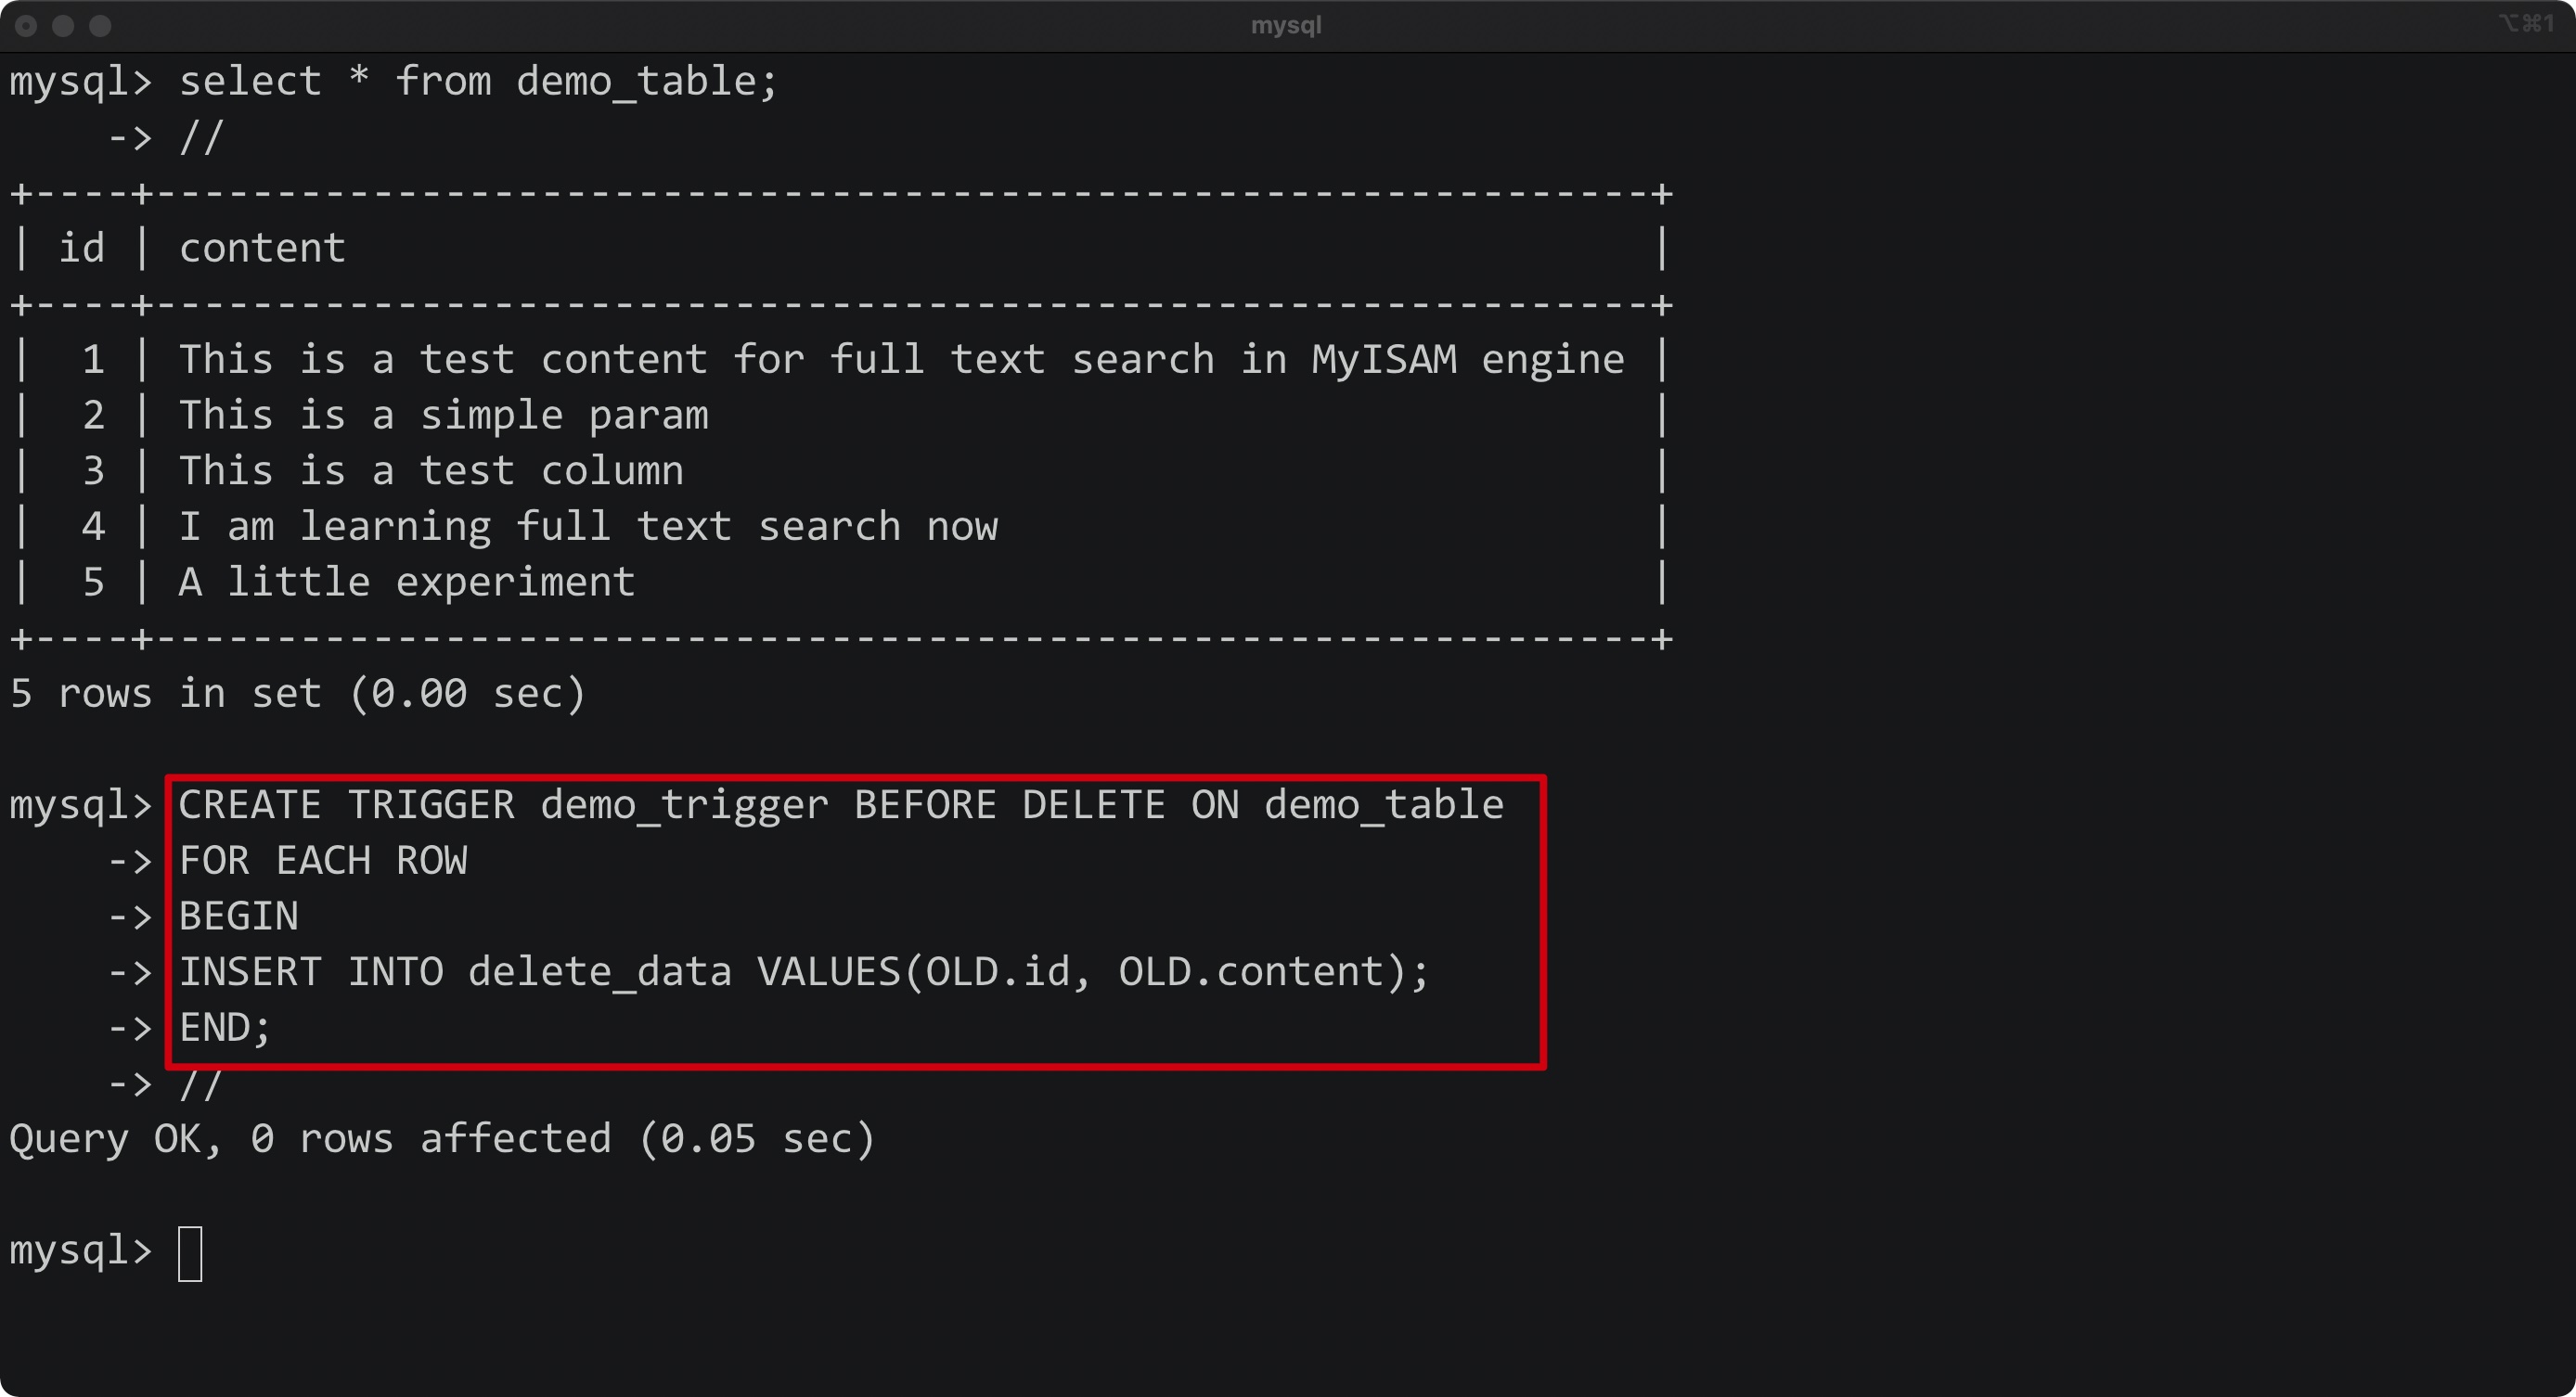 mysql
⌥⌘1
mysql> select * from demo_table;
    -> //
+----+--------------------------------------------------------------+
| id | content                                                      |
+----+--------------------------------------------------------------+
|  1 | This is a test content for full text search in MyISAM engine |
|  2 | This is a simple param                                       |
|  3 | This is a test column                                        |
|  4 | I am learning full text search now                           |
|  5 | A little experiment                                          |
+----+--------------------------------------------------------------+
5 rows in set (0.00 sec)
mysql> CREATE TRIGGER demo_trigger BEFORE DELETE ON demo_table
    -> FOR EACH ROW
    -> BEGIN
    -> INSERT INTO delete_data VALUES(OLD.id, OLD.content);
    -> END;
    -> //
Query OK, 0 rows affected (0.05 sec)
mysql>